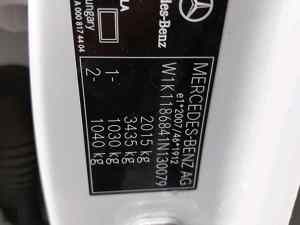 MERCEDES-BENZ AG
e1*2007/46*1912
W1K1186841N130079
2015 kg
3435 kg
1- 1030 kg
2- 1040 kg
Mercedes-Benz
LA
Hungary
A 000 817 44 04